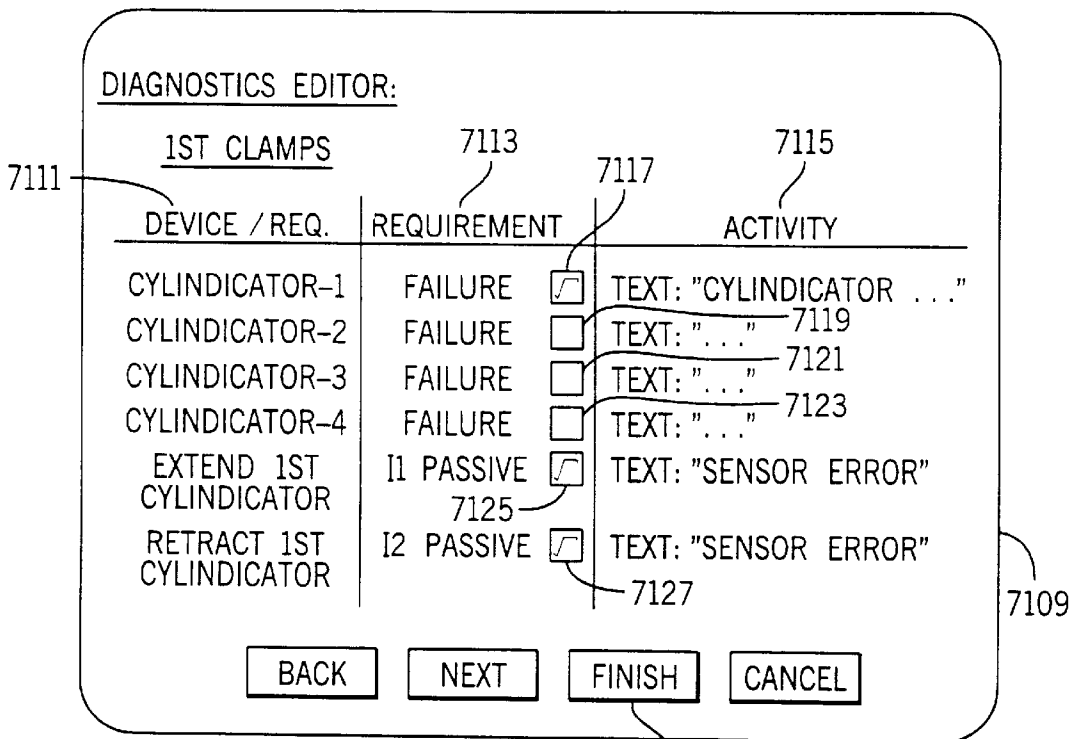 DIAGNOSTICS EDITOR:
1ST CLAMPS
7113
7115
7117
7111
DEVICE / REQ. REQUIREMENT ACTIVITY
CYLINDICATOR-1 FAILURE TEXT: "CYLINDICATOR ..."
7119
CYLINDICATOR-2 FAILURE TEXT: "..."
7121
CYLINDICATOR-3 FAILURE TEXT: "..."
7123
CYLINDICATOR-4 FAILURE TEXT: "..."
EXTEND 1ST I1 PASSIVE TEXT: "SENSOR ERROR"
CYLINDICATOR
7125
RETRACT 1ST I2 PASSIVE TEXT: "SENSOR ERROR"
CYLINDICATOR
7127
7109
BACK NEXT FINISH CANCEL